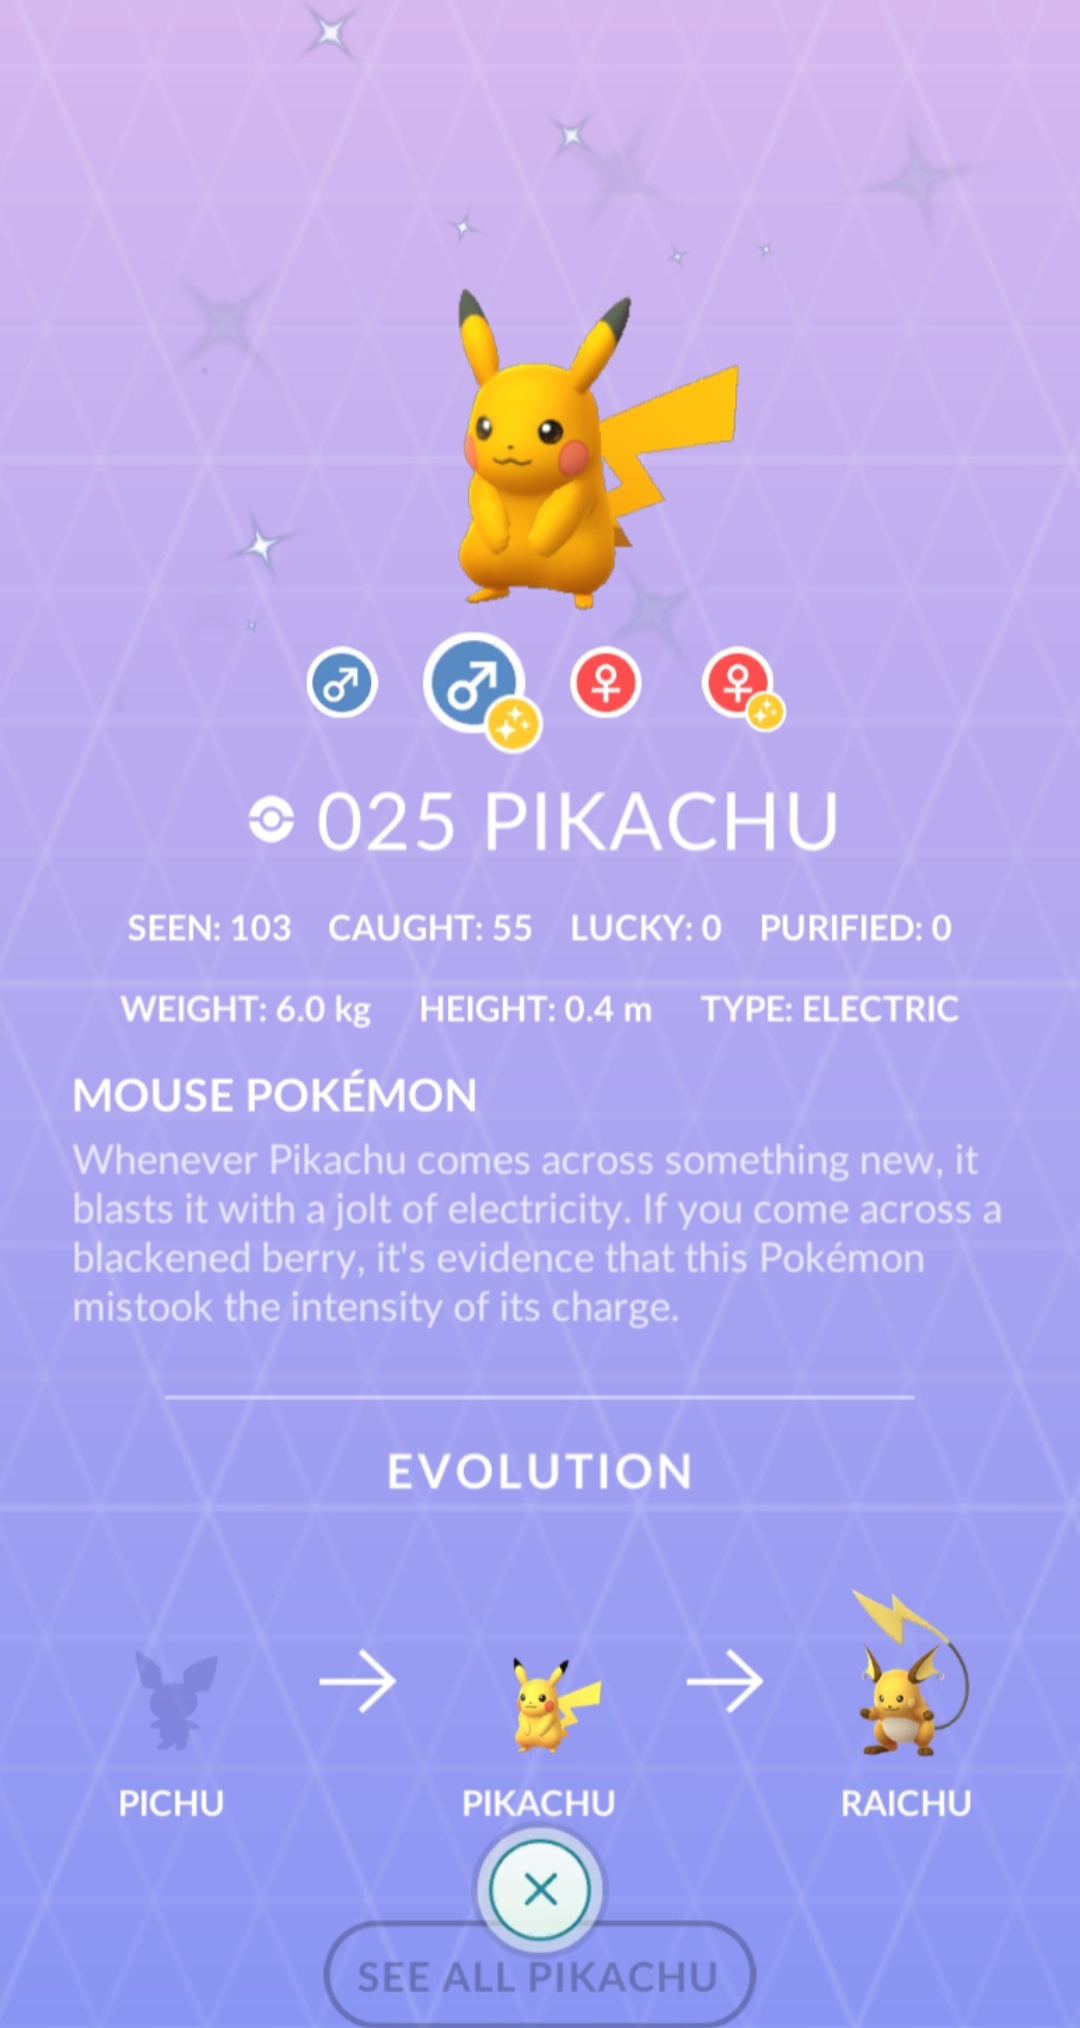 025 PIKACHU
SEEN: 103 CAUGHT: 55 LUCKY: 0 PURIFIED: 0
WEIGHT: 6.0 kg HEIGHT: 0.4 m TYPE: ELECTRIC
MOUSE POKÉMON
Whenever Pikachu comes across something new, it
blasts it with a jolt of electricity. If you come across a
blackened berry, it's evidence that this Pokémon
mistook the intensity of its charge.
EVOLUTION
PICHU PIKACHU RAICHU
SEE ALL PIKACHU